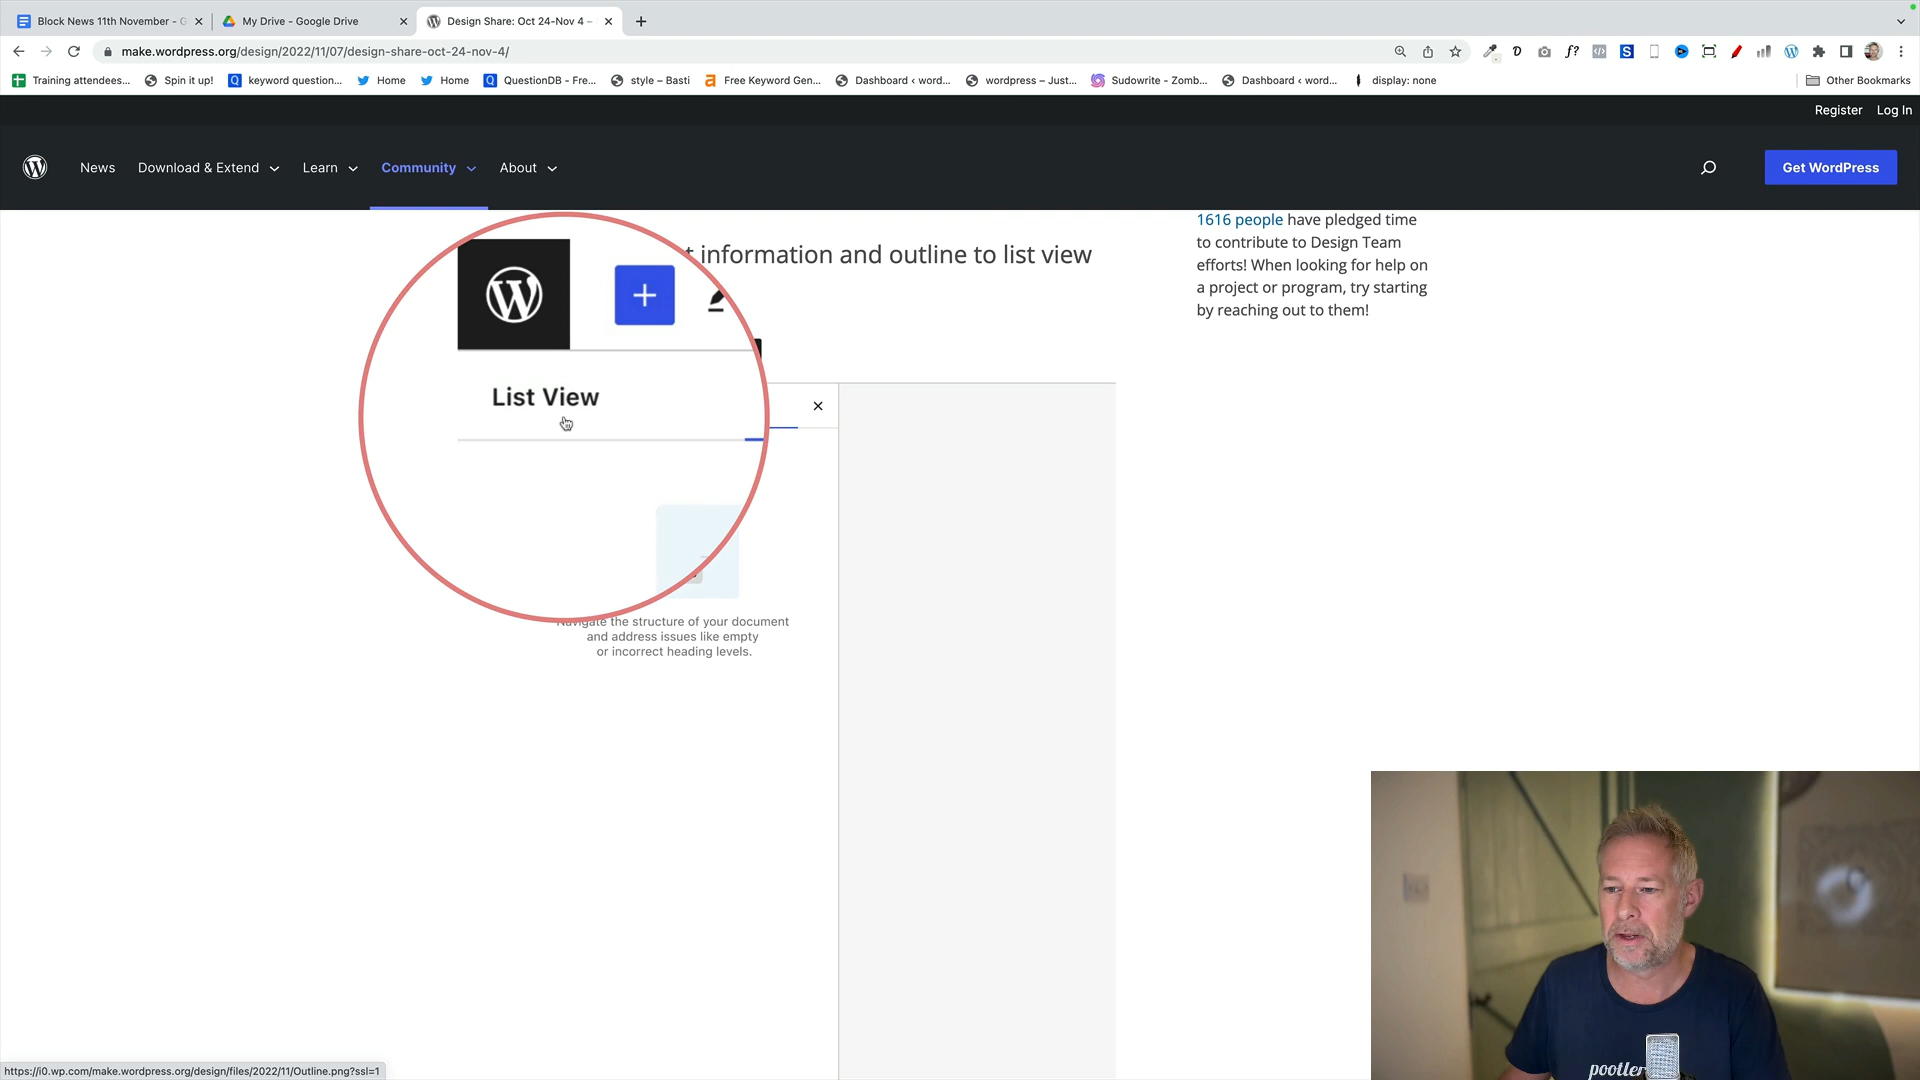 Block News 11th November - G
My Drive - Google Drive
Design Share: Oct 24-Nov 4 –
make.wordpress.org/design/2022/11/07/design-share-oct-24-nov-4/
Training attendees...
Spin it up!
keyword question...
Home
Home
QuestionDB - Fre...
style – Basti
Free Keyword Gen...
Dashboard ‹ word...
wordpress – Just...
Sudowrite - Zomb...
Dashboard ‹ word...
display: none
Other Bookmarks
Register
Log In
News
Download & Extend
Learn
Community
About
Get WordPress
1616 people have pledged time
to contribute to Design Team
efforts! When looking for help on
a project or program, try starting
by reaching out to them!
t information and outline to list view
List View
Navigate the structure of your document
and address issues like empty
or incorrect heading levels.
pootler
https://i0.wp.com/make.wordpress.org/design/files/2022/11/Outline.png?ssl=1